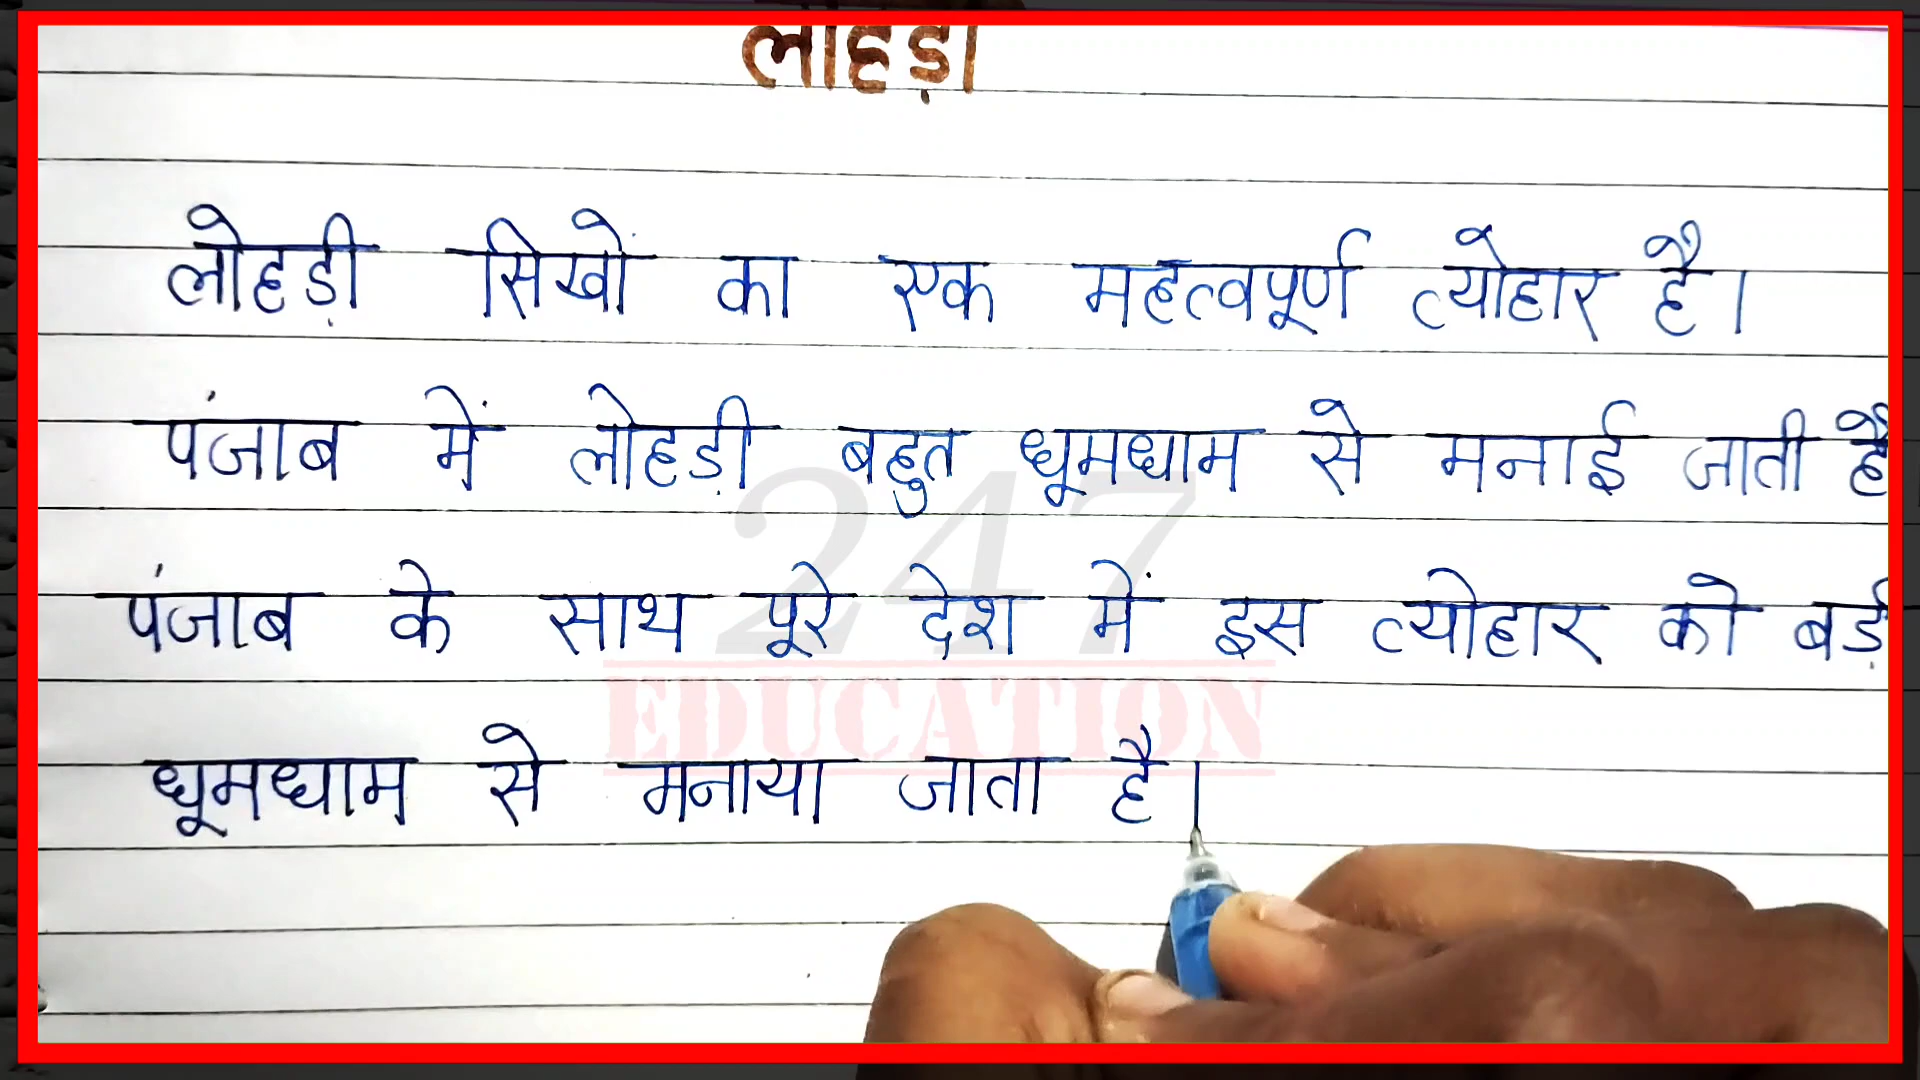 लोहड़ी
लोहड़ी सिखों का एक महत्वपूर्ण त्योहार है।
पंजाब में लोहड़ी बहुत धूमधाम से मनाई जाती है
पंजाब के साथ पूरे देश में इस त्योहार को बड़े
247
EDUCATION
धूमधाम से मनाया जाता है।